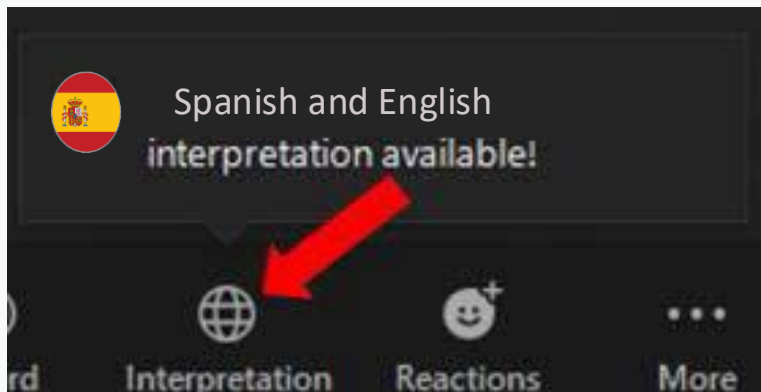 Spanish and English
interpretation available!
rd Interpretation Reactions More